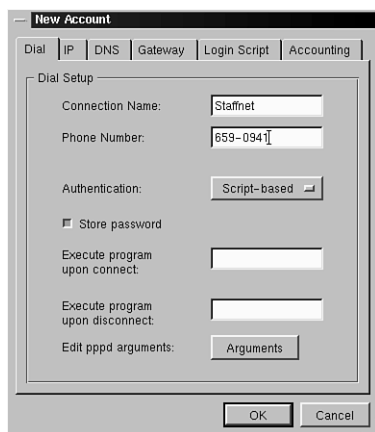 New Account
Dial IP DNS Gateway Login Script Accounting
Dial Setup
Connection Name: Staffnet
Phone Number: 659-0941
Authentication: Script-based
Store password
Execute program
upon connect:
Execute program
upon disconnect:
Edit pppd arguments: Arguments
OK Cancel